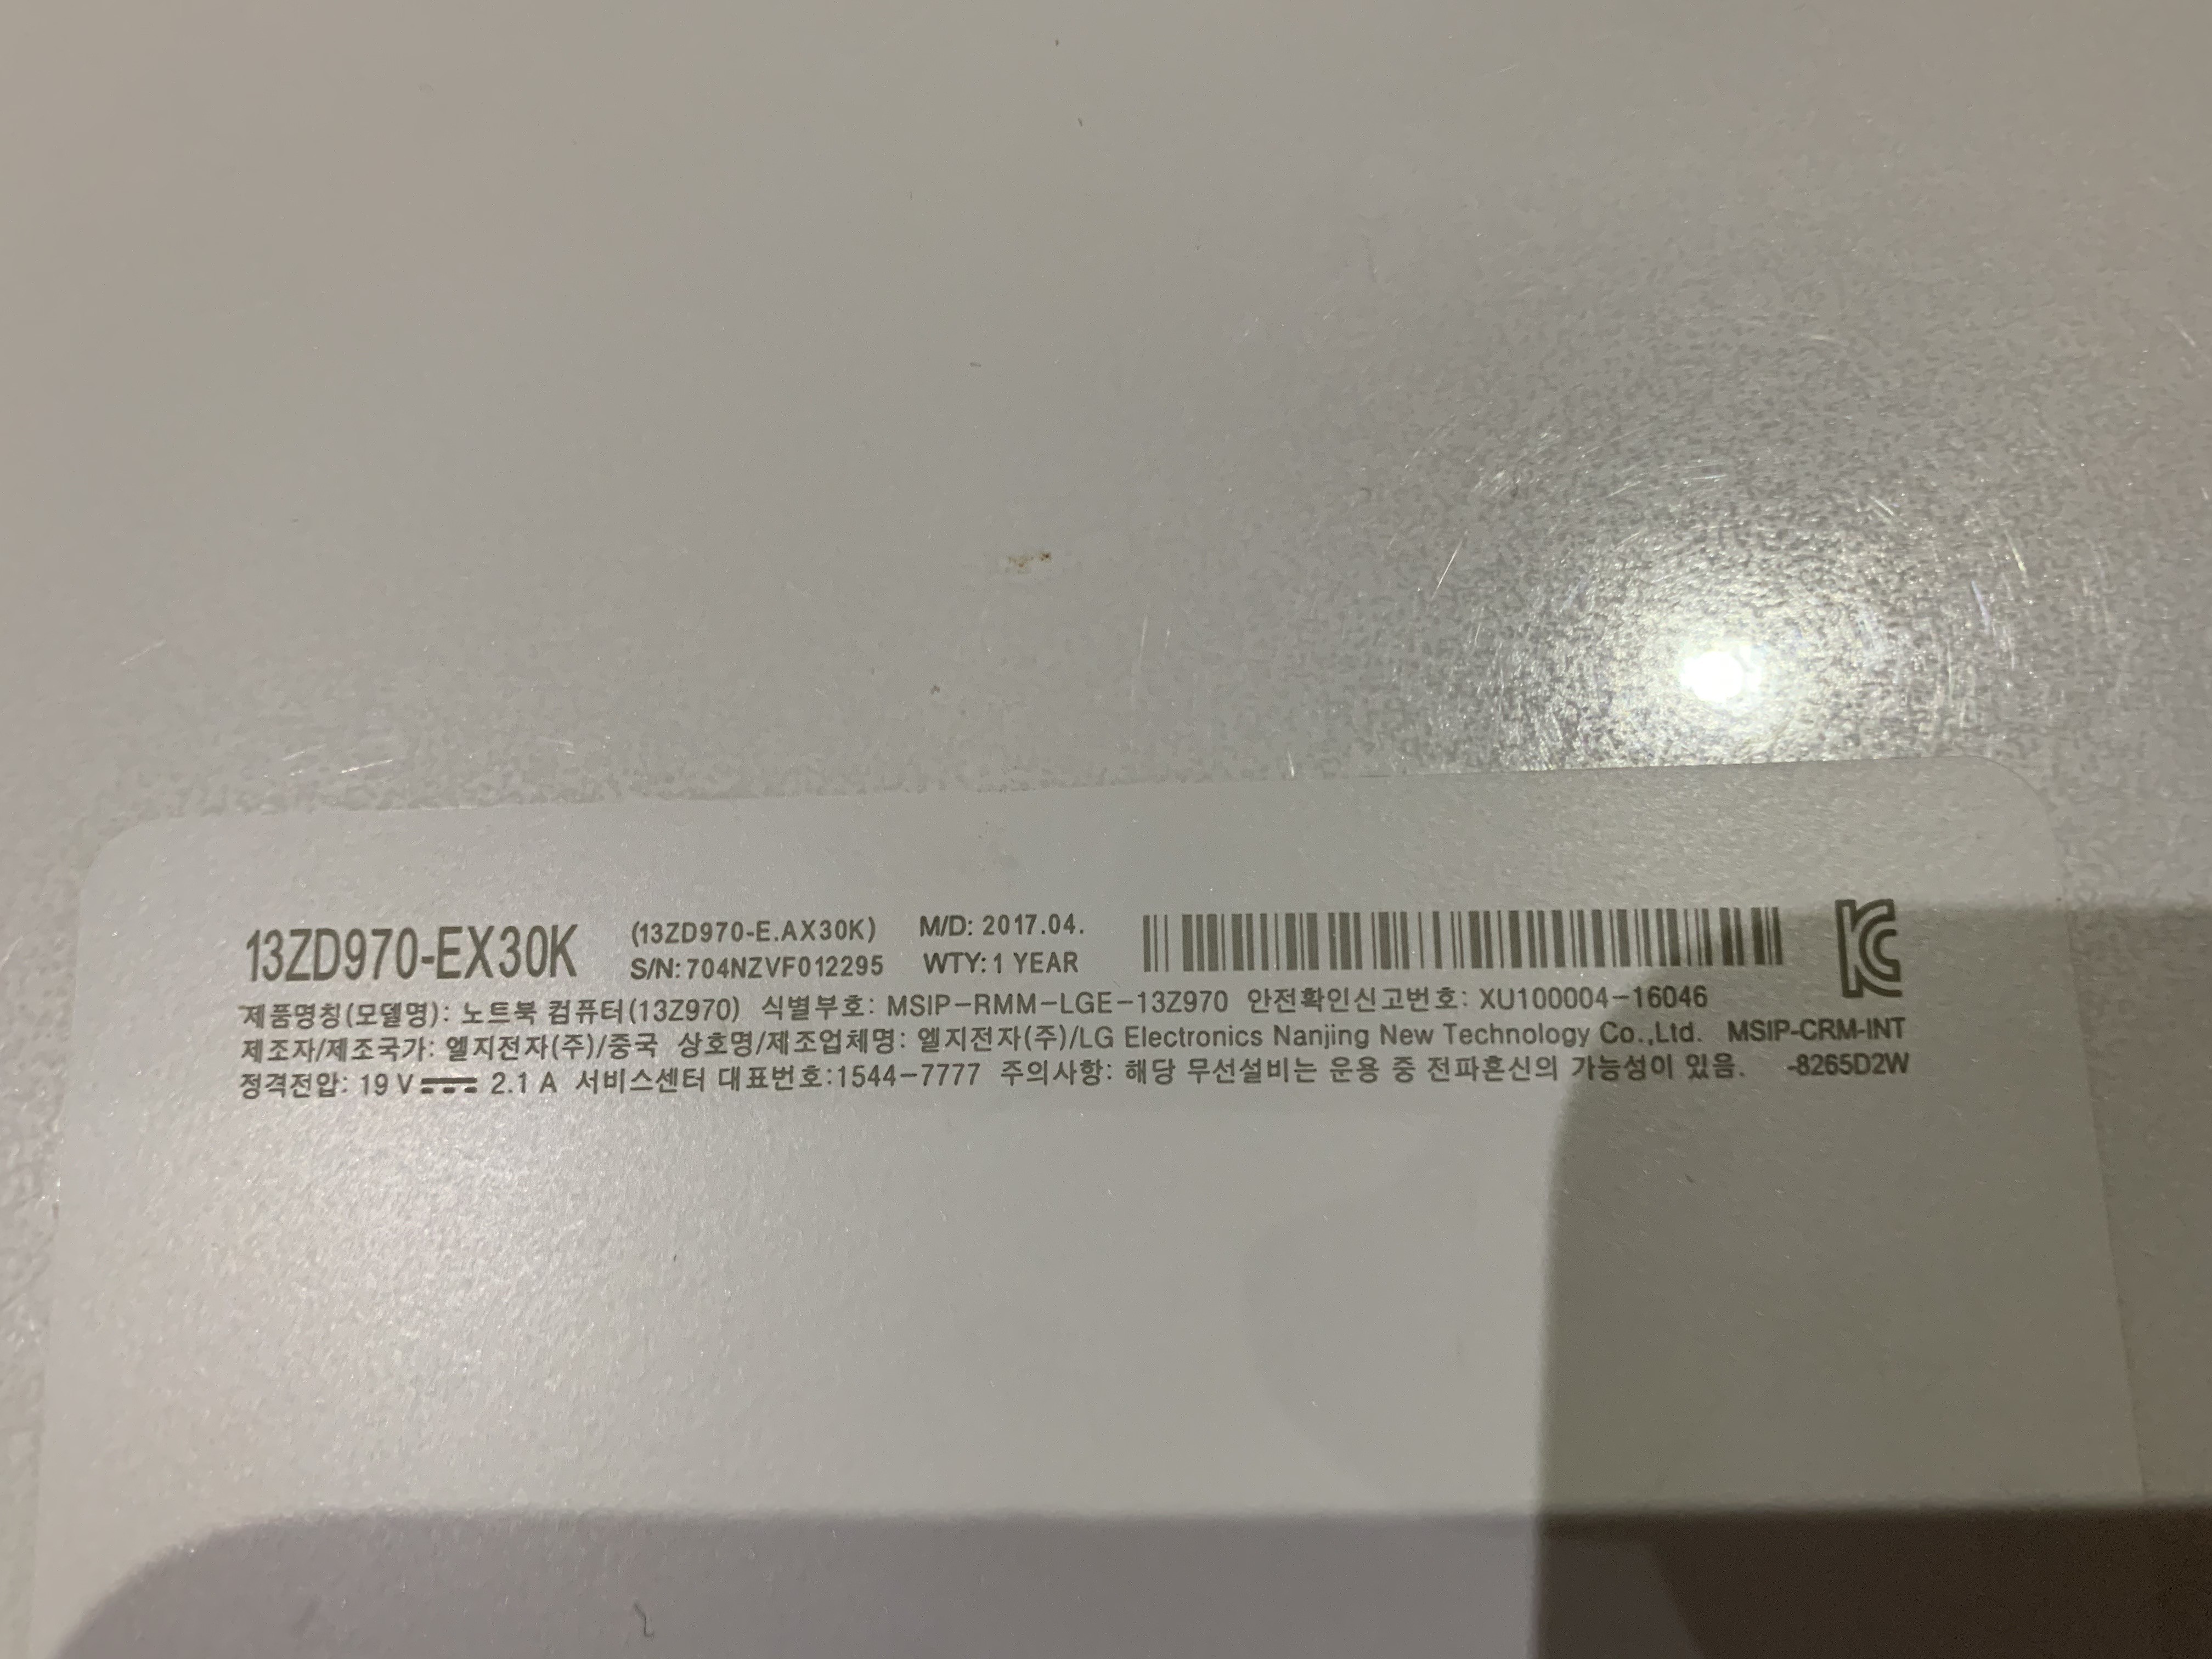 13ZD970-EX30K (13ZD970-E.AX30K) M/D: 2017.04.
S/N: 704NZVF012295 WTY: 1 YEAR
제품명칭(모델명): 노트북 컴퓨터(13Z970) 식별부호: MSIP-RMM-LGE-13Z970 안전확인신고번호: XU100004-16046
제조자/제조국가: 엘지전자(주)/중국 상호명/제조업체명: 엘지전자(주)/LG Electronics Nanjing New Technology Co.,Ltd. MSIP-CRM-INT
정격전압: 19 V⎓ 2.1 A 서비스센터 대표번호:1544-7777 주의사항: 해당 무선설비는 운용 중 전파혼신의 가능성이 있음. -8265D2W